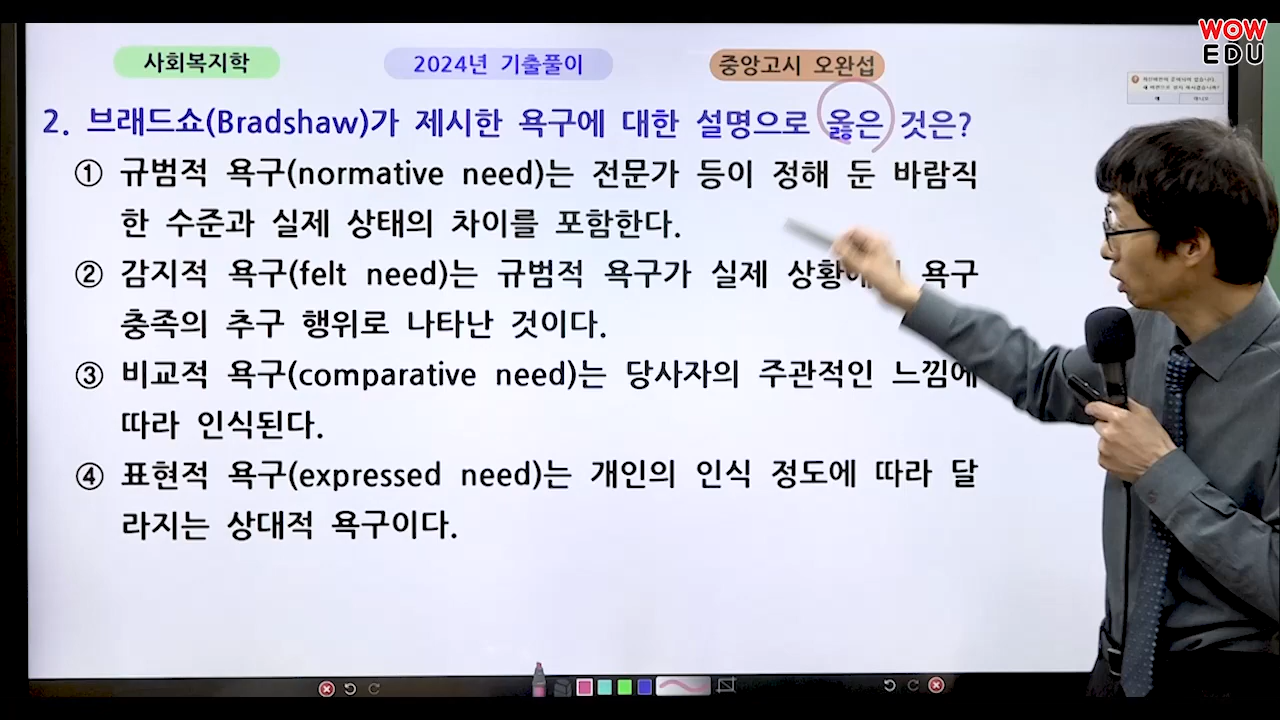 WOW
EDU
사회복지학 2024년 기출풀이 중앙고시 오완섭
2. 브래드쇼(Bradshaw)가 제시한 욕구에 대한 설명으로 옳은 것은?
① 규범적 욕구(normative need)는 전문가 등이 정해 둔 바람직
한 수준과 실제 상태의 차이를 포함한다.
② 감지적 욕구(felt need)는 규범적 욕구가 실제 욕구
충족의 추구 행위로 나타난 것이다.
③ 비교적 욕구(comparative need)는 당사자의 주관적인 느낌에
따라 인식된다.
④ 표현적 욕구(expressed need)는 개인의 인식 정도에 따라 달
라지는 상대적 욕구이다.